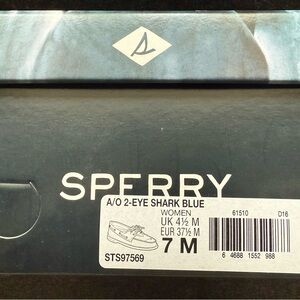 SPERRY
A/O 2-EYE SHARK BLUE
WOMEN
UK 4½ M
EUR 37½ M
7 M
61510 D16
STS97569
6 46881 1552 988